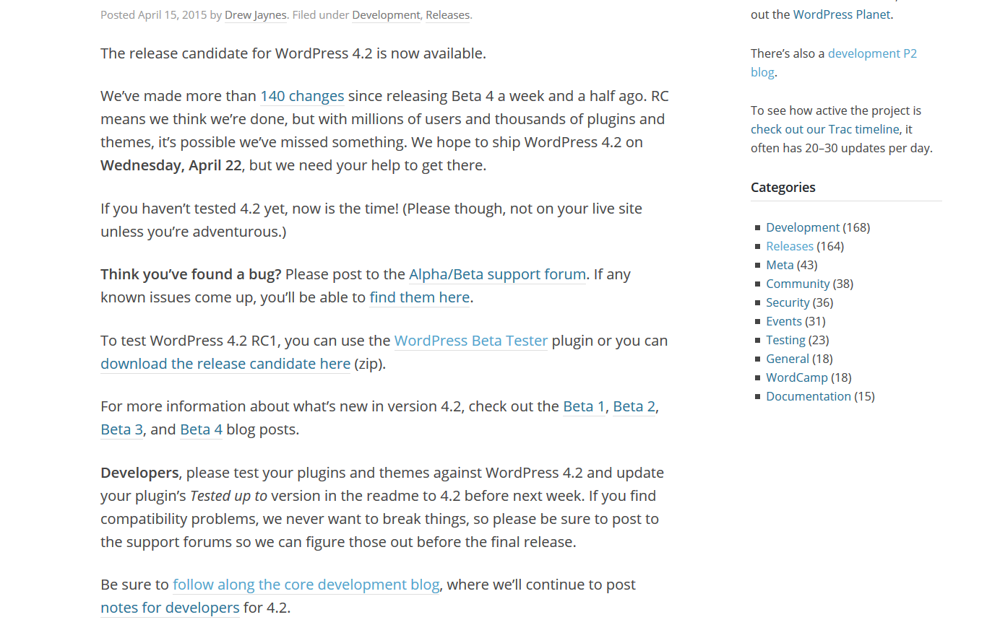 Posted April 15, 2015 by Drew Jaynes. Filed under Development, Releases.
The release candidate for WordPress 4.2 is now available.
We’ve made more than 140 changes since releasing Beta 4 a week and a half ago. RC
means we think we’re done, but with millions of users and thousands of plugins and
themes, it’s possible we’ve missed something. We hope to ship WordPress 4.2 on
Wednesday, April 22, but we need your help to get there.
If you haven’t tested 4.2 yet, now is the time! (Please though, not on your live site
unless you’re adventurous.)
Think you’ve found a bug? Please post to the Alpha/Beta support forum. If any
known issues come up, you’ll be able to find them here.
To test WordPress 4.2 RC1, you can use the WordPress Beta Tester plugin or you can
download the release candidate here (zip).
For more information about what’s new in version 4.2, check out the Beta 1, Beta 2,
Beta 3, and Beta 4 blog posts.
Developers, please test your plugins and themes against WordPress 4.2 and update
your plugin’s Tested up to version in the readme to 4.2 before next week. If you find
compatibility problems, we never want to break things, so please be sure to post to
the support forums so we can figure those out before the final release.
Be sure to follow along the core development blog, where we’ll continue to post
notes for developers for 4.2.
out the WordPress Planet.
There’s also a development P2
blog.
To see how active the project is
check out our Trac timeline, it
often has 20–30 updates per day.
Categories
Development (168)
Releases (164)
Meta (43)
Community (38)
Security (36)
Events (31)
Testing (23)
General (18)
WordCamp (18)
Documentation (15)